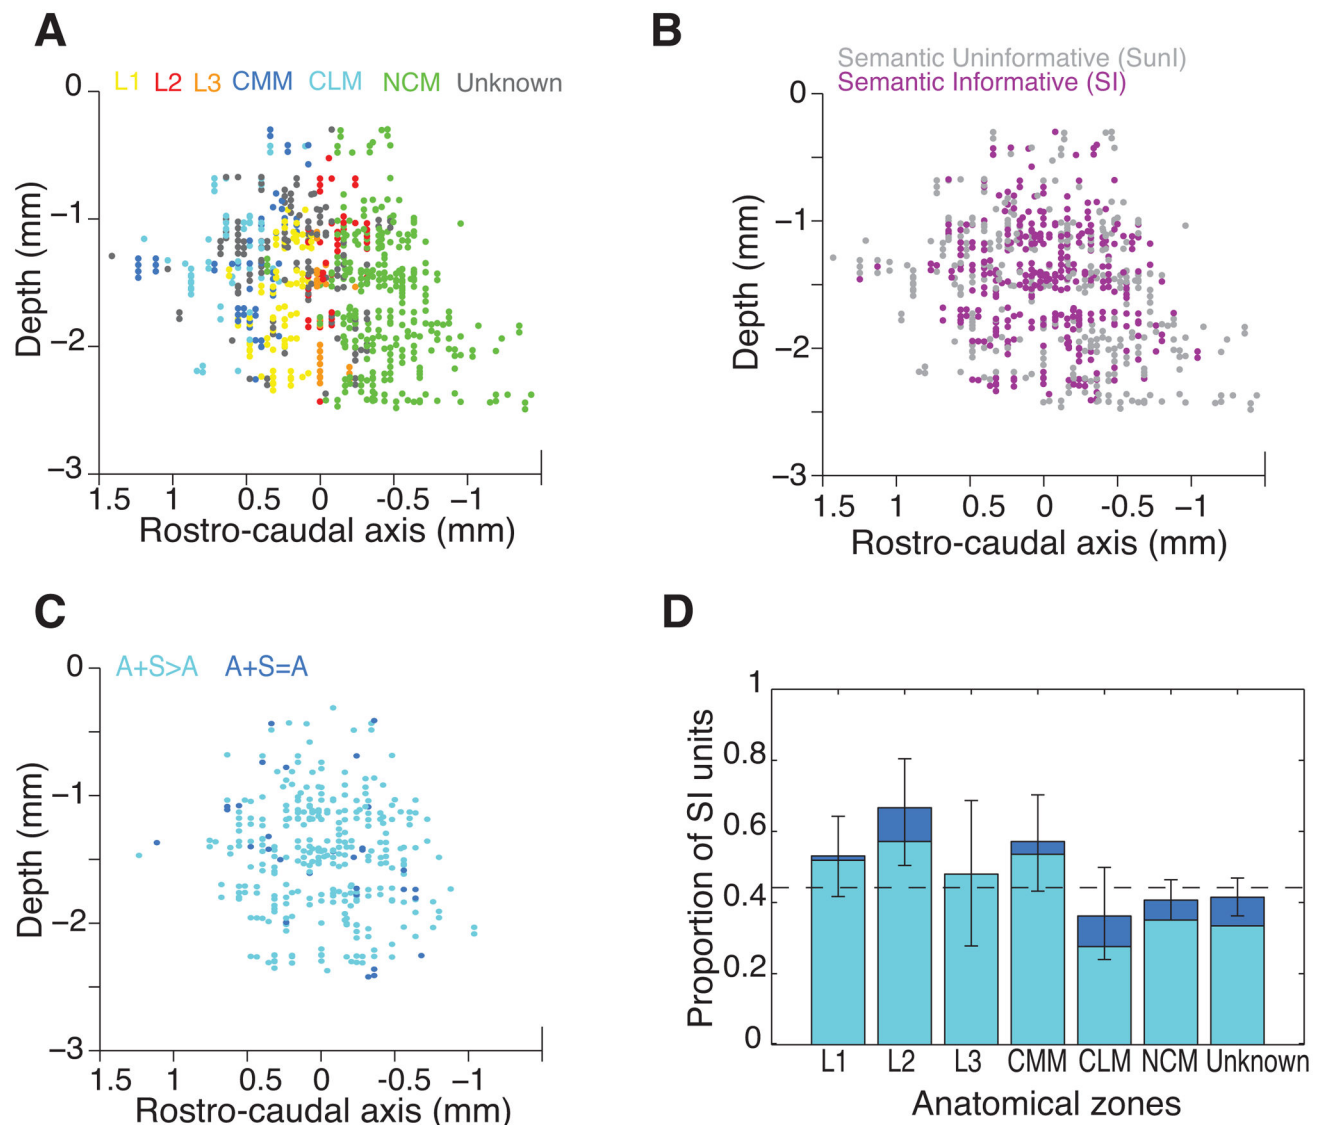 A
L1 L2 L3 CMM CLM NCM Unknown
0
−1
−2
−3
Depth (mm)
1.5 1 0.5 0 -0.5 −1
Rostro-caudal axis (mm)
B
Semantic Uninformative (SunI)
Semantic Informative (SI)
0
−1
−2
−3
Depth (mm)
1.5 1 0.5 0 -0.5 −1
Rostro-caudal axis (mm)
C
A+S>A A+S=A
0
−1
−2
−3
Depth (mm)
1.5 1 0.5 0 -0.5 −1
Rostro-caudal axis (mm)
D
1
0.8
0.6
0.4
0.2
0
Proportion of SI units
L1 L2 L3 CMM CLM NCM Unknown
Anatomical zones